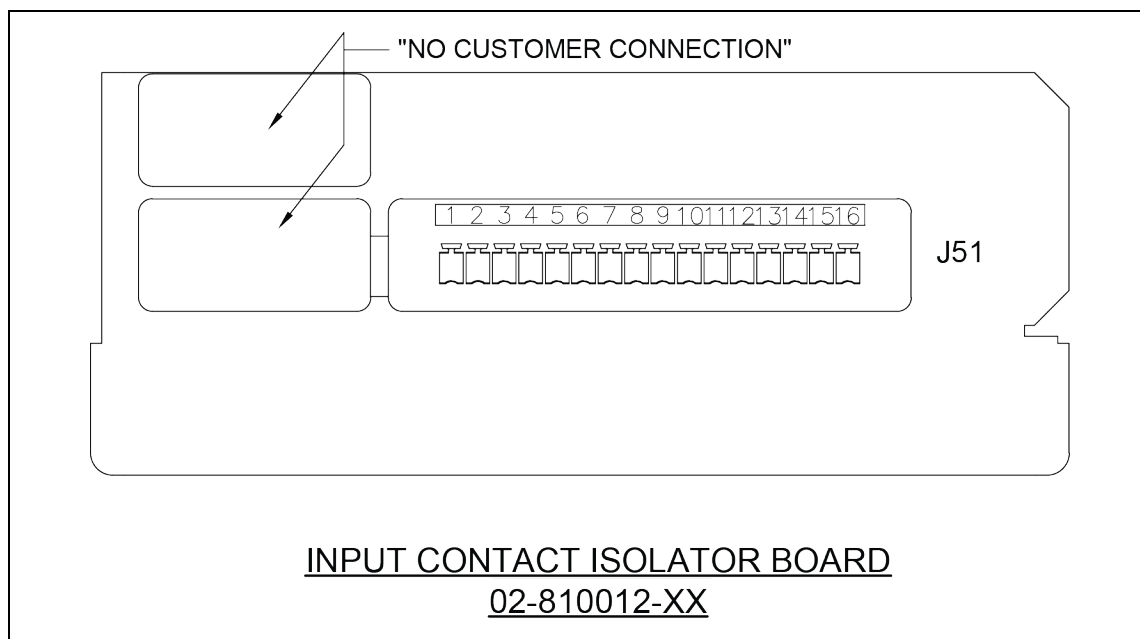 "NO CUSTOMER CONNECTION"
1 2 3 4 5 6 7 8 9 10 11 12 13 14 15 16
J51
INPUT CONTACT ISOLATOR BOARD
02-810012-XX